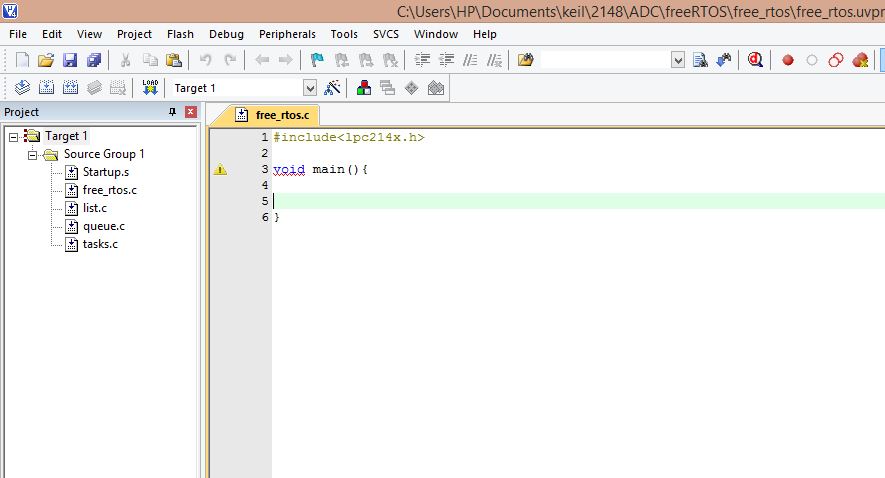 C:\Users\HP\Documents\keil\2148\ADC\freeRTOS\free_rtos\free_rtos.uvpr
File Edit View Project Flash Debug Peripherals Tools SVCS Window Help
LOAD Target 1
Project
free_rtos.c
Target 1
Source Group 1
Startup.s
free_rtos.c
list.c
queue.c
tasks.c
1 #include<lpc214x.h>
2
3 void main(){
4
5
6 }